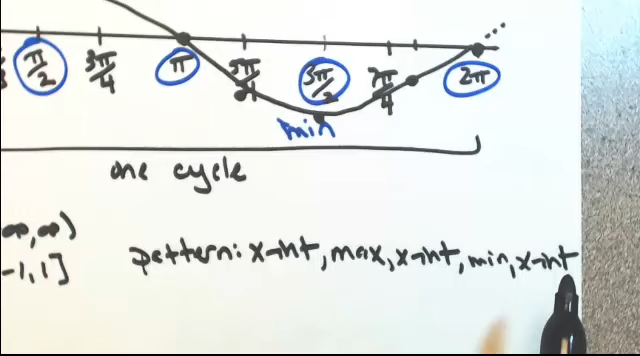 π/2 3π/4 π 5π/4 3π/2 7π/4 2π
min
one cycle
∞,∞)
-1,1]
pattern: x-int, max, x-int, min, x-int